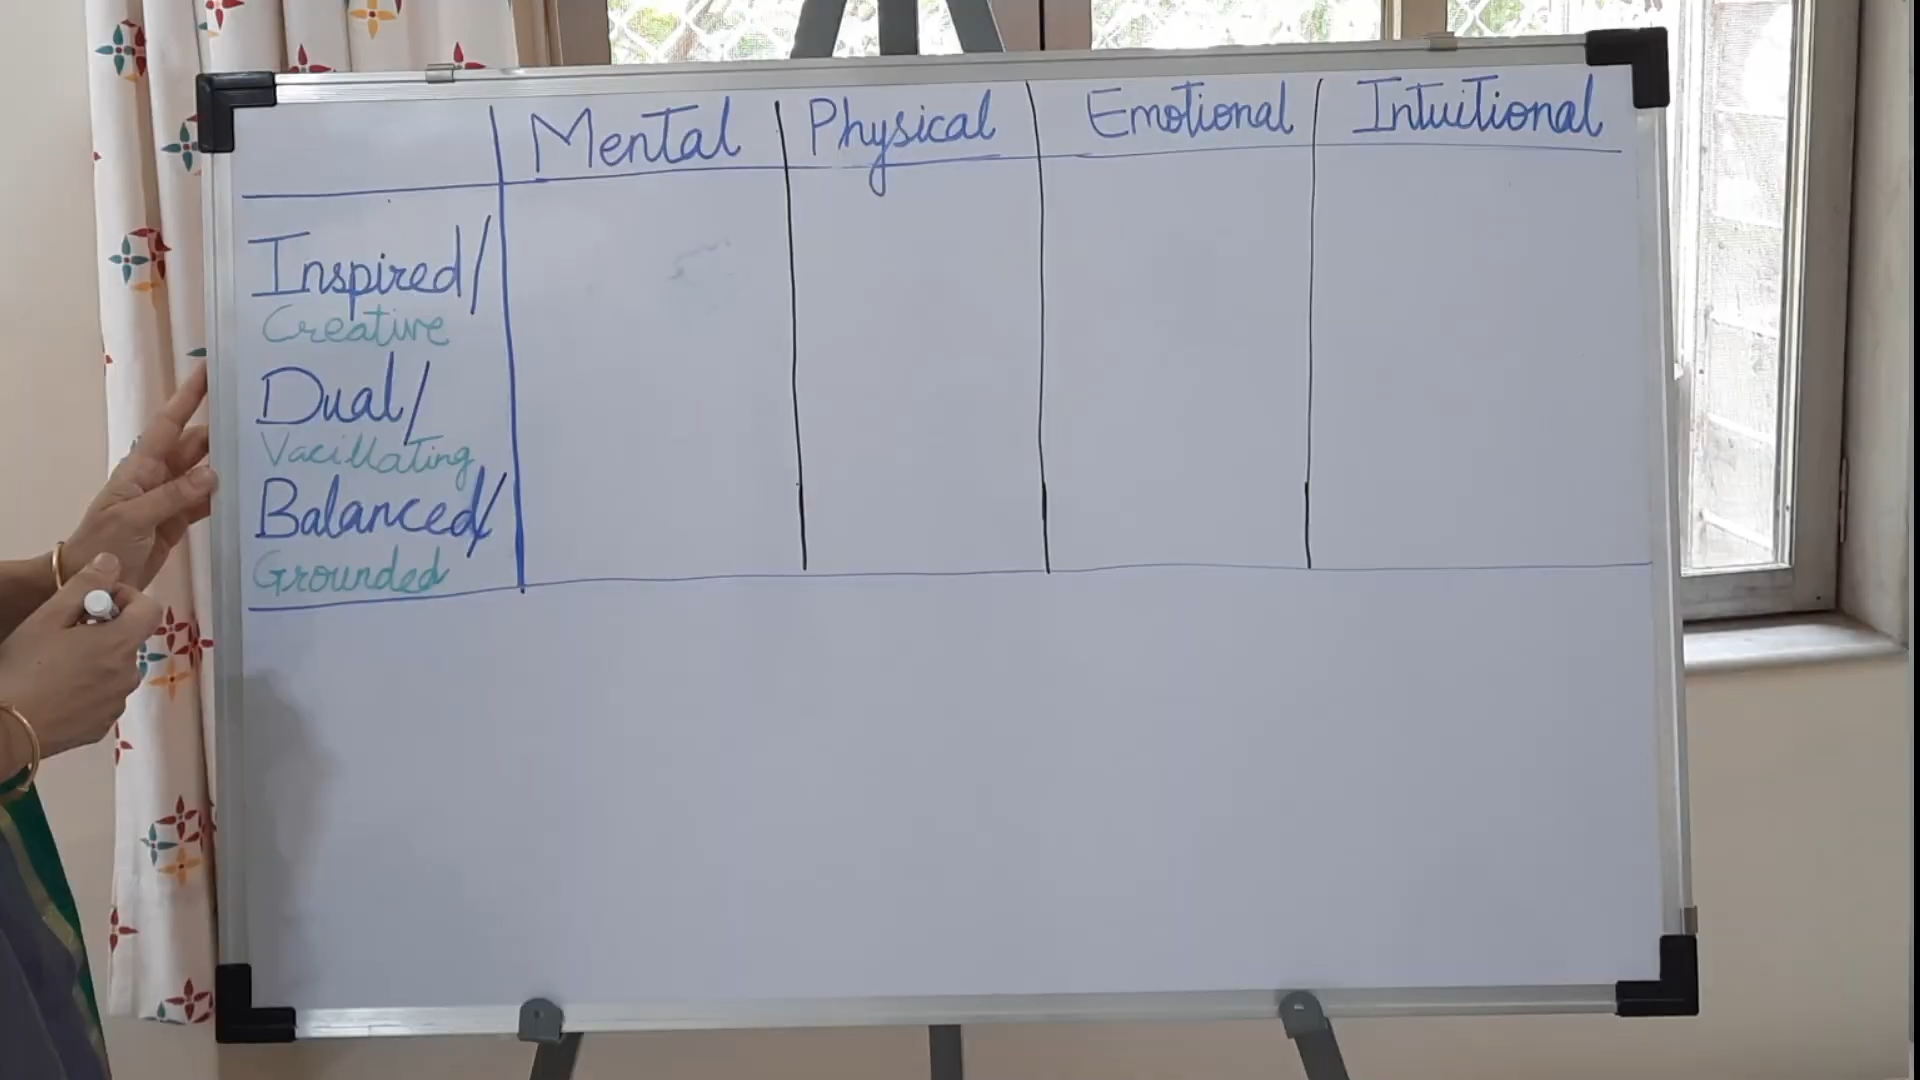 Mental Physical Emotional Intuitional
Inspired/
Creative
Dual/
Vacillating
Balanced/
Grounded